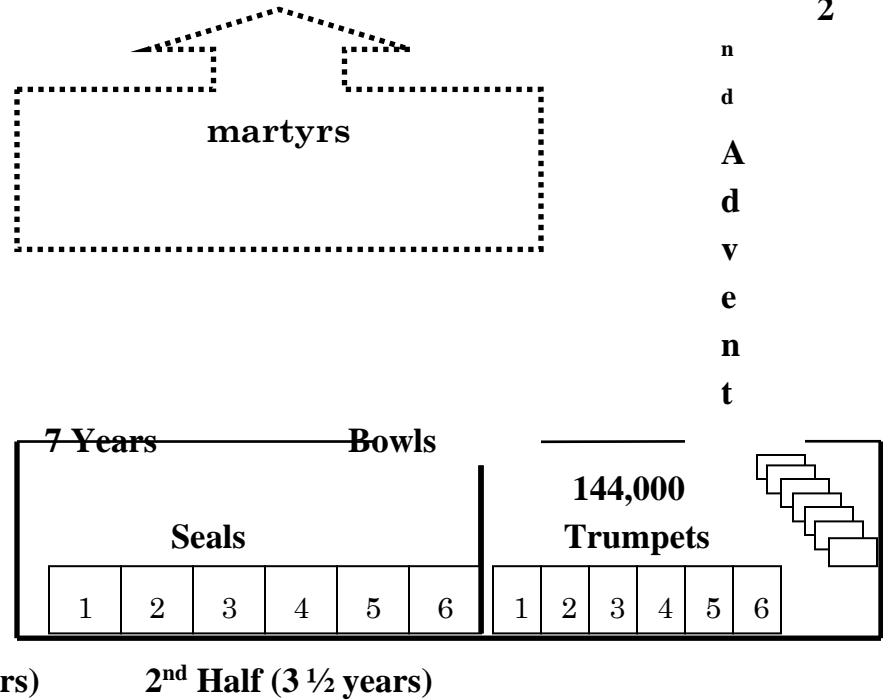 2
n
d
A
d
v
e
n
t
martyrs
7 Years Bowls
144,000
Seals Trumpets
1 2 3 4 5 6 1 2 3 4 5 6
rs) 2nd Half (3 ½ years)